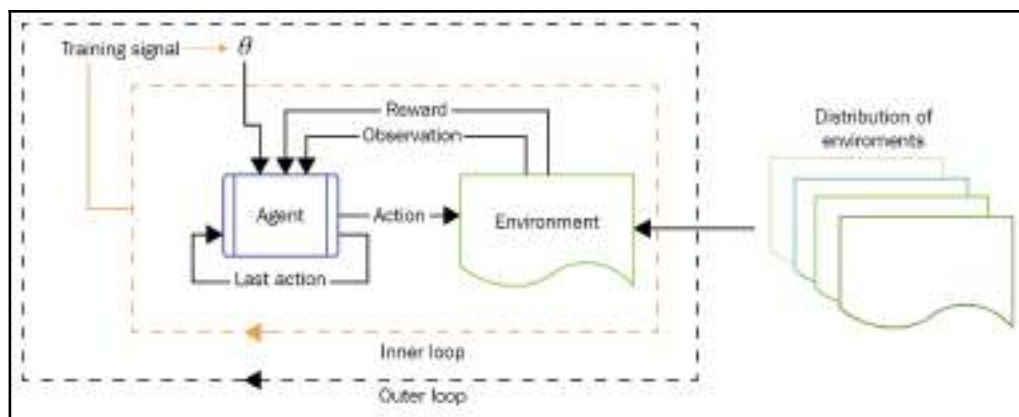 Training signal
θ
Reward
Observation
Distribution of
enviroments
Agent
Action
Environment
Last action
Inner loop
Outer loop